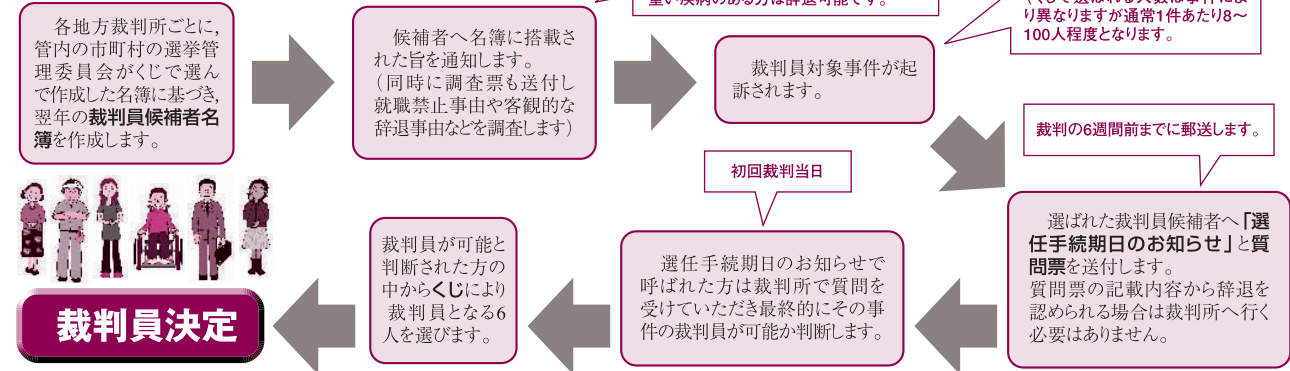 各地方裁判所ごとに,
管内の市町村の選挙管
理委員会がくじで選ん
で作成した名簿に基づき,
翌年の裁判員候補者名
簿を作成します。
重い疾病のある方は辞退可能です。
候補者へ名簿に搭載さ
れた旨を通知します。
(同時に調査票も送付し
就職禁止事由や客観的な
辞退事由などを調査します)
り異なりますが通常1件あたり8〜
100人程度となります。
裁判員対象事件が起
訴されます。
裁判の6週間前までに郵送します。
選ばれた裁判員候補者へ「選
任手続期日のお知らせ」と質
問票を送付します。
質問票の記載内容から辞退を
認められる場合は裁判所へ行く
必要はありません。
初回裁判当日
選任手続期日のお知らせで
呼ばれた方は裁判所で質問を
受けていただき最終的にその事
件の裁判員が可能か判断します。
裁判員が可能と
判断された方の
中からくじにより
裁判員となる6
人を選びます。
裁判員決定